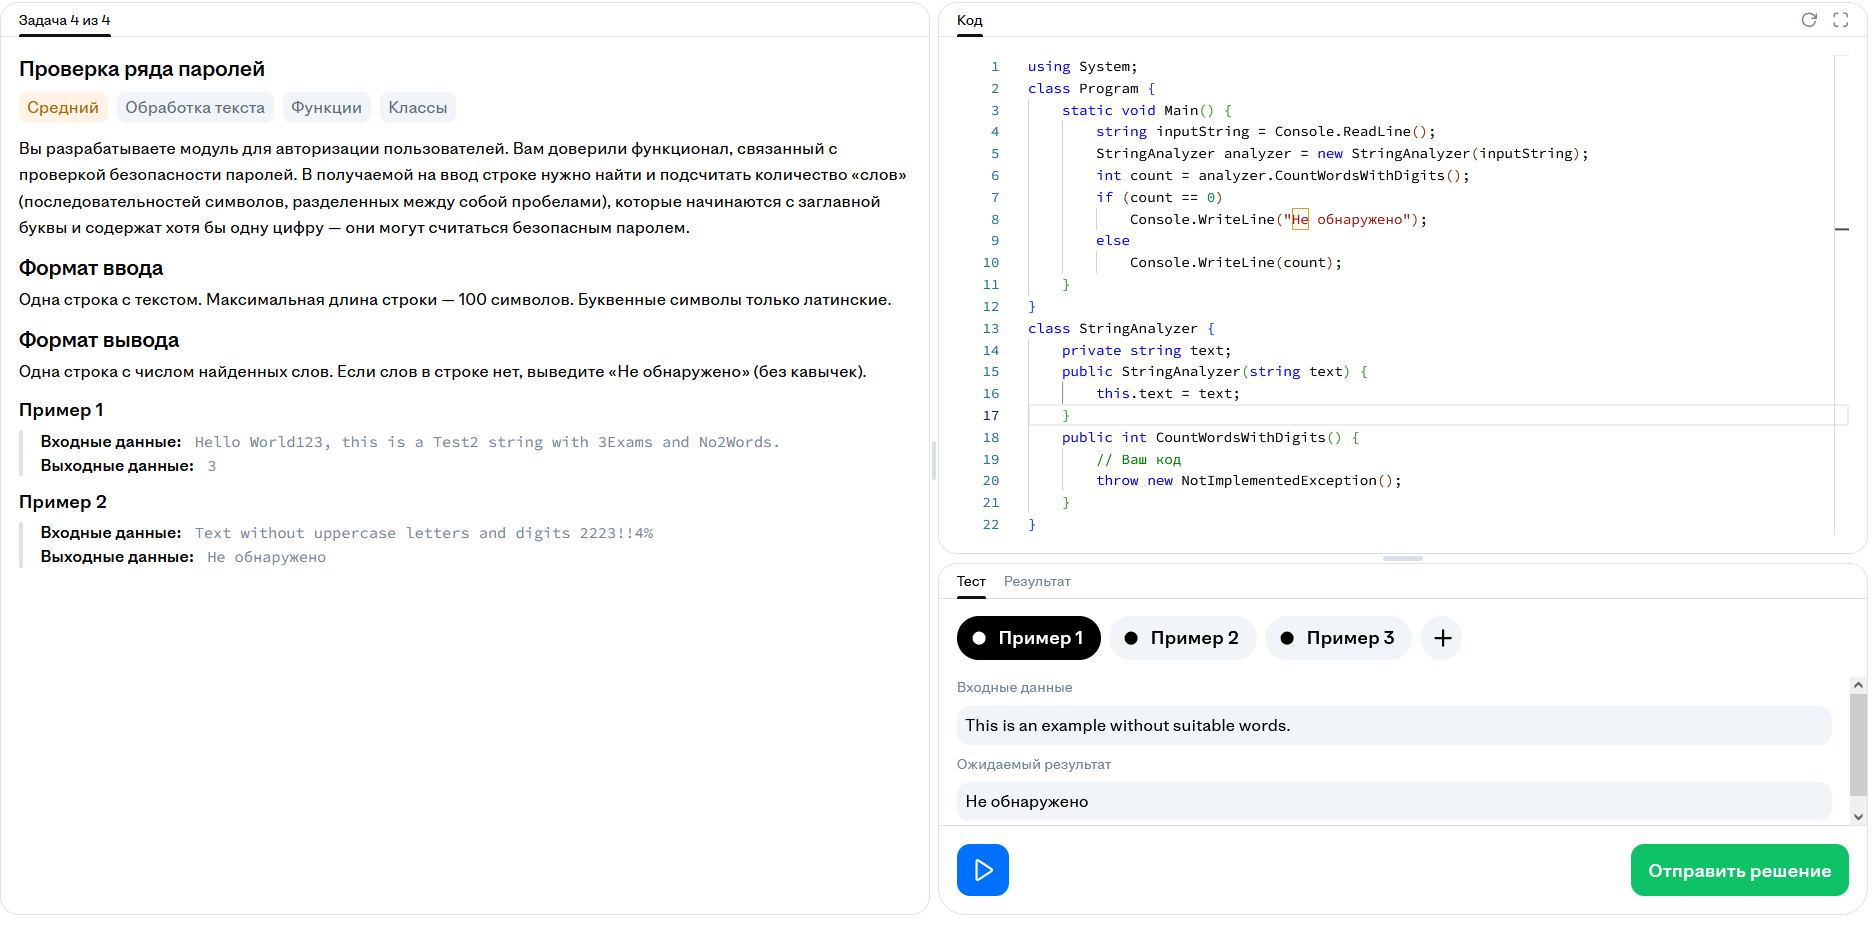 Задача 4 из 4
Проверка ряда паролей
Средний Обработка текста Функции Классы
Вы разрабатываете модуль для авторизации пользователей. Вам доверили функционал, связанный с
проверкой безопасности паролей. В получаемой на ввод строке нужно найти и подсчитать количество «слов»
(последовательностей символов, разделенных между собой пробелами), которые начинаются с заглавной
буквы и содержат хотя бы одну цифру — они могут считаться безопасным паролем.
Формат ввода
Одна строка с текстом. Максимальная длина строки — 100 символов. Буквенные символы только латинские.
Формат вывода
Одна строка с числом найденных слов. Если слов в строке нет, выведите «Не обнаружено» (без кавычек).
Пример 1
Входные данные: Hello World123, this is a Test2 string with 3Exams and No2Words.
Выходные данные: 3
Пример 2
Входные данные: Text without uppercase letters and digits 2223!!4%
Выходные данные: Не обнаружено
Код
1 using System;
2 class Program {
3 static void Main() {
4 string inputString = Console.ReadLine();
5 StringAnalyzer analyzer = new StringAnalyzer(inputString);
6 int count = analyzer.CountWordsWithDigits();
7 if (count == 0)
8 Console.WriteLine("Не обнаружено");
9 else
10 Console.WriteLine(count);
11 }
12 }
13 class StringAnalyzer {
14 private string text;
15 public StringAnalyzer(string text) {
16 this.text = text;
17 }
18 public int CountWordsWithDigits() {
19 // Ваш код
20 throw new NotImplementedException();
21 }
22 }
Тест Результат
Пример 1 Пример 2 Пример 3 +
Входные данные
This is an example without suitable words.
Ожидаемый результат
Не обнаружено
Отправить решение